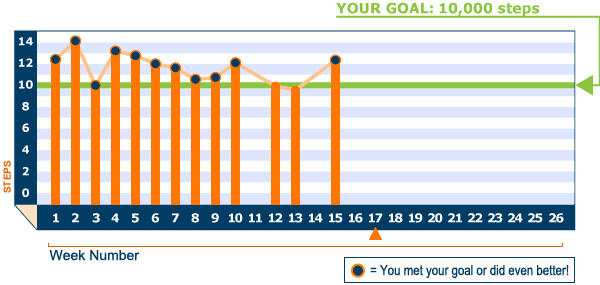 YOUR GOAL: 10,000 steps
14
12
10
8
6
4
2
0
STEPS
1 2 3 4 5 6 7 8 9 10 11 12 13 14 15 16 17 18 19 20 21 22 23 24 25 26
Week Number
= You met your goal or did even better!